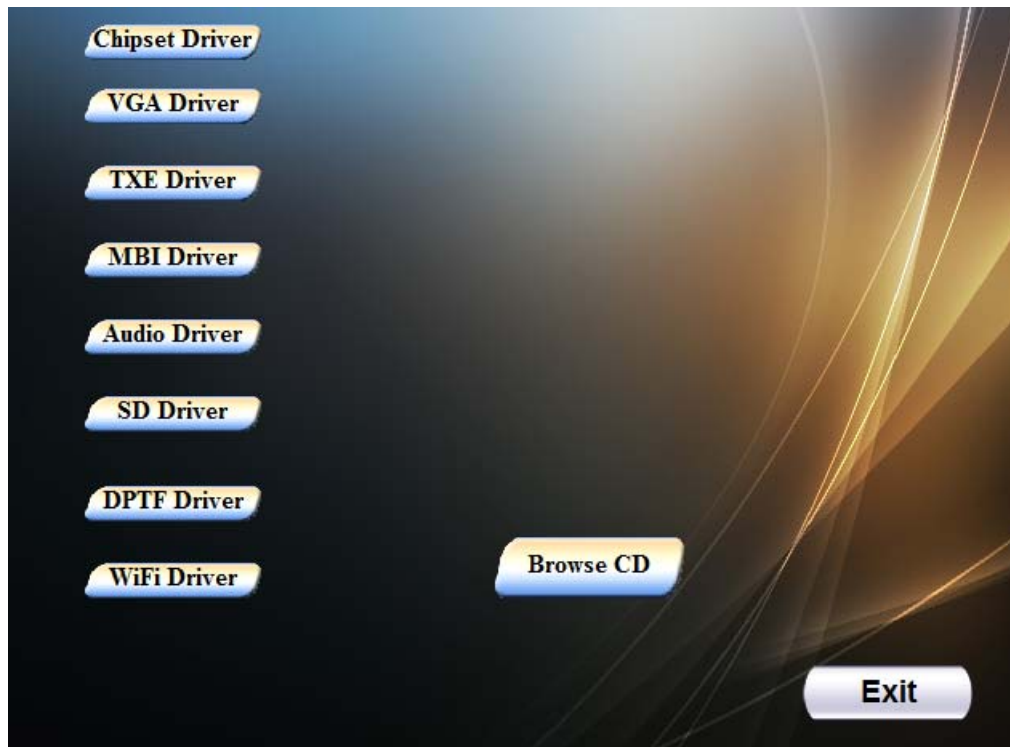 Chipset Driver
VGA Driver
TXE Driver
MBI Driver
Audio Driver
SD Driver
DPTF Driver
WiFi Driver
Browse CD
Exit